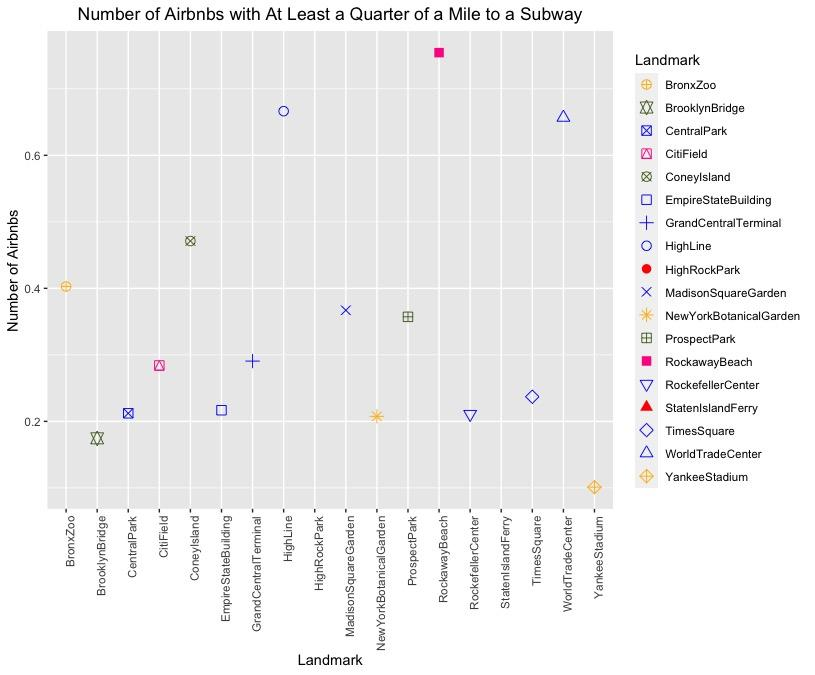 Number of Airbnbs with At Least a Quarter of a Mile to a Subway
Number of Airbnbs
0.6
0.4
0.2
BronxZoo
BrooklynBridge
CentralPark
CitiField
ConeyIsland
EmpireStateBuilding
GrandCentralTerminal
HighLine
HighRockPark
MadisonSquareGarden
NewYorkBotanicalGarden
ProspectPark
RockawayBeach
RockefellerCenter
StatenIslandFerry
TimesSquare
WorldTradeCenter
YankeeStadium
Landmark
Landmark
BronxZoo
BrooklynBridge
CentralPark
CitiField
ConeyIsland
EmpireStateBuilding
GrandCentralTerminal
HighLine
HighRockPark
MadisonSquareGarden
NewYorkBotanicalGarden
ProspectPark
RockawayBeach
RockefellerCenter
StatenIslandFerry
TimesSquare
WorldTradeCenter
YankeeStadium